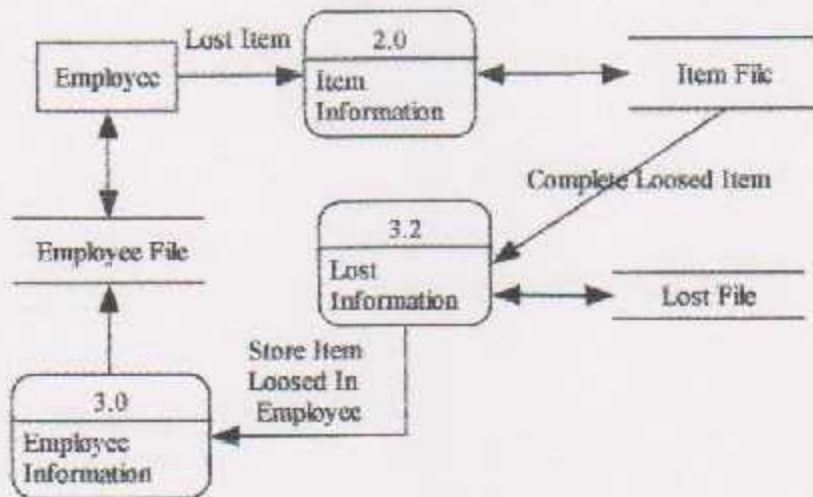 Lost Item
2.0
Employee
Item
Information
Item File
Complete Loosed Item
3.2
Employee File
Lost
Information
Lost File
Store Item
Loosed In
Employee
3.0
Employee
Information